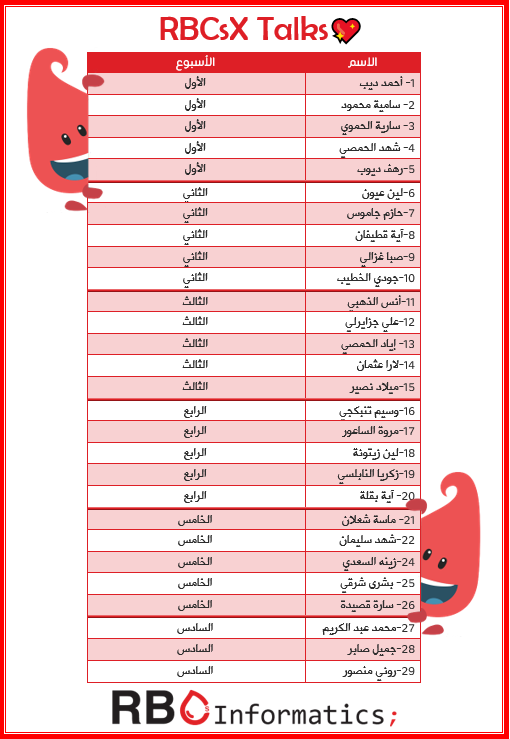 RBCsX Talks
الاسم الأسبوع
1- أحمد ديب الأول
2- سامية محمود الأول
3- سارية الحموي الأول
4- شهد الحمصي الأول
5-رهف ديوب الأول
6-لين عيون الثاني
7-حازم جاموس الثاني
8-آية قطيفان الثاني
9-صبا غزالي الثاني
10-جودي الخطيب الثاني
11-أنس الذهبي الثالث
12-علي جزايرلي الثالث
13- إياد الحمصي الثالث
14-لارا عثمان الثالث
15-ميلاد نصير الثالث
16-وسيم تنبكجي الرابع
17-مروة الساعور الرابع
18-لين زيتونة الرابع
19-زكريا النابلسي الرابع
20- آية بقلة الرابع
21- ماسة شعلان الخامس
22-شهد سليمان الخامس
24-زينه السعدي الخامس
25- بشرى شرقي الخامس
26- سارة قصيدة الخامس
27-محمد عبد الكريم السادس
28-جميل صابر السادس
29-روني منصور السادس
RBCs Informatics;